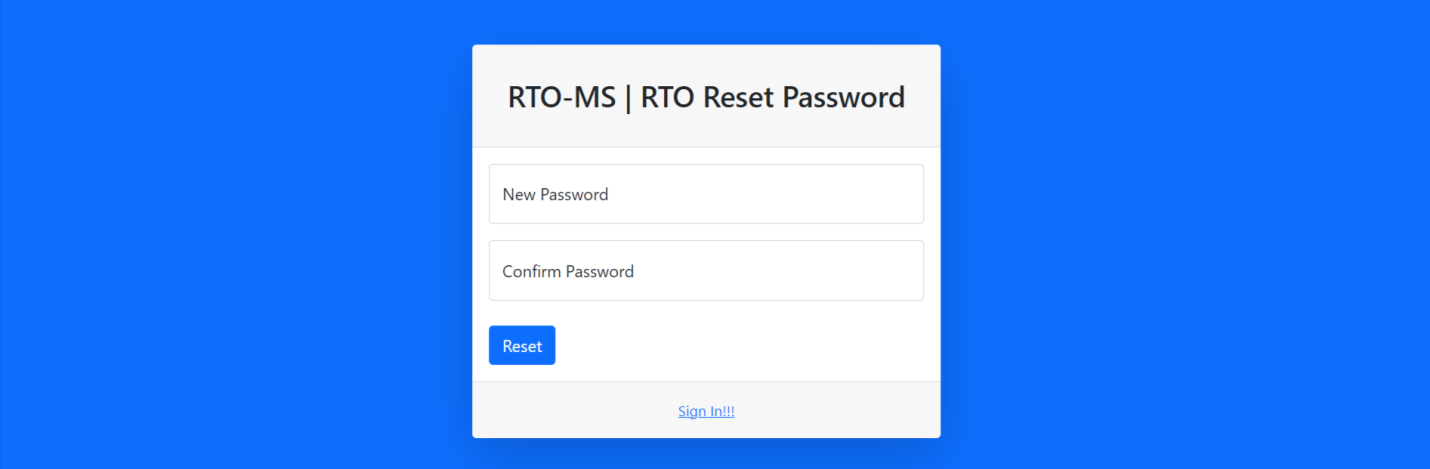 RTO-MS | RTO Reset Password
New Password
Confirm Password
Reset
Sign In!!!